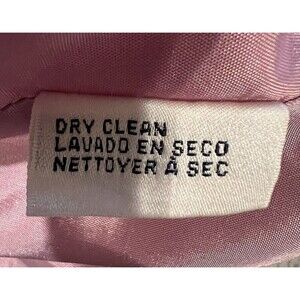 DRY CLEAN
LAVADO EN SECO
NETTOYER À SEC